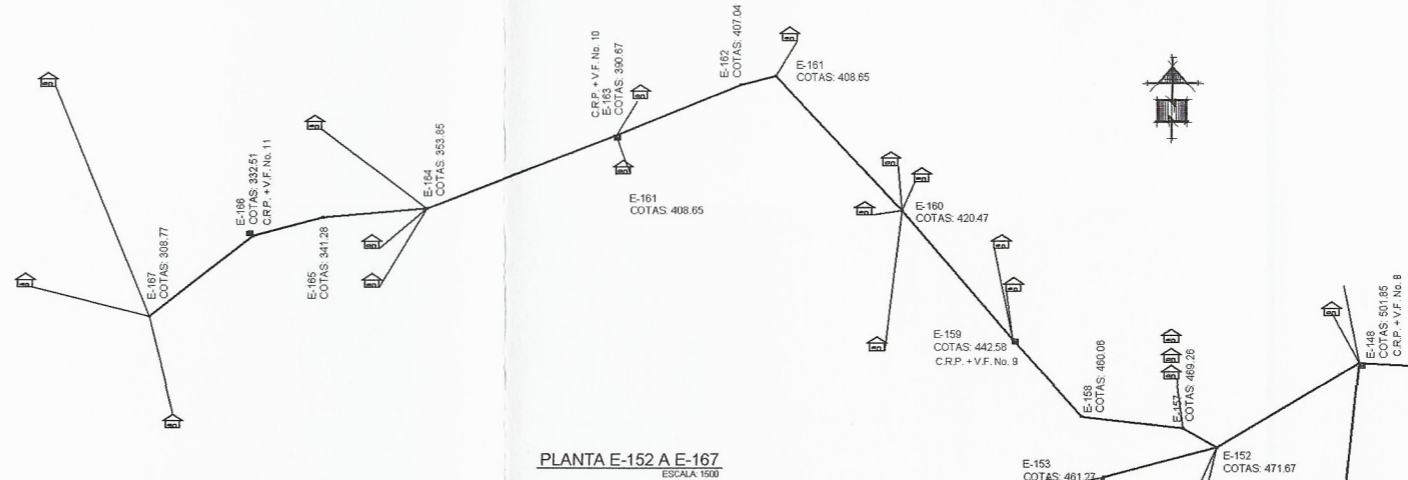 E-167
COTAS: 308.77
E-166
COTAS: 332.51
C.R.P. + V.F. No. 11
E-165
COTAS: 341.28
E-164
COTAS: 353.85
C.R.P. + V.F. No. 10
E-163
COTAS: 390.67
E-161
COTAS: 408.65
E-162
COTAS: 407.04
E-161
COTAS: 408.65
N
E-160
COTAS: 420.47
E-159
COTAS: 442.58
C.R.P. + V.F. No. 9
E-158
COTAS: 460.06
E-157
COTAS: 469.26
E-148
COTAS: 501.85
C.R.P. + V.F. No. 8
E-152
COTAS: 471.67
E-153
COTAS: 461.27
PLANTA E-152 A E-167
ESCALA: 1500